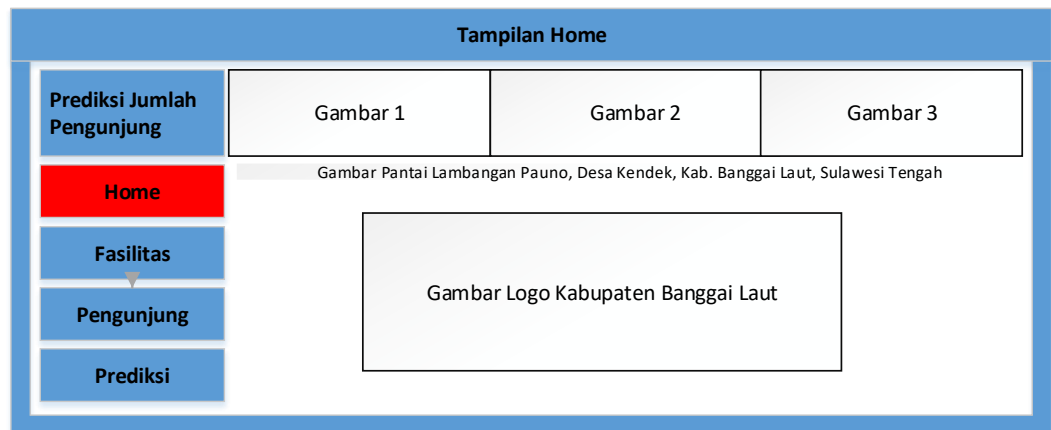 Tampilan Home
Prediksi Jumlah
Pengunjung
Gambar 1
Gambar 2
Gambar 3
Gambar Pantai Lambangan Pauno, Desa Kendek, Kab. Banggai Laut, Sulawesi Tengah
Home
Fasilitas
Pengunjung
Prediksi
Gambar Logo Kabupaten Banggai Laut